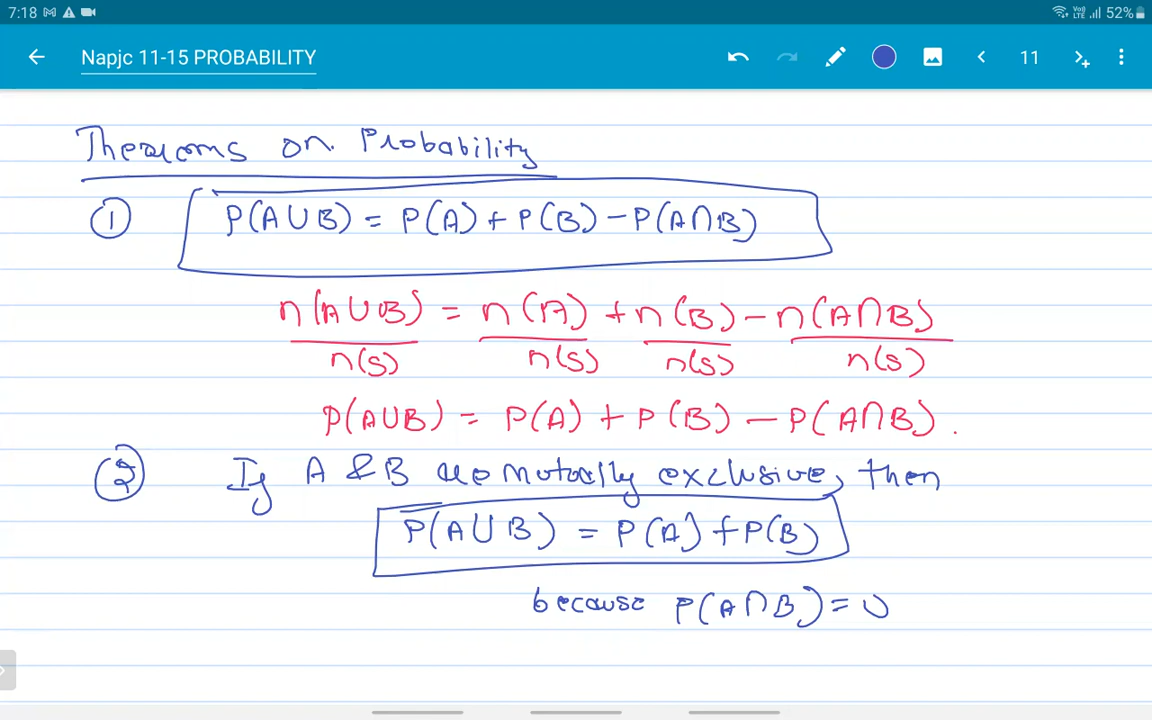 7:18 52%
Napjc 11-15 PROBABILITY 11
Theorems on Probability
① P(A∪B) = P(A) + P(B) - P(A∩B)
n(A∪B)/n(S) = n(A)/n(S) + n(B)/n(S) - n(A∩B)/n(S)
P(A∪B) = P(A) + P(B) - P(A∩B).
② If A & B are mutually exclusive, then
P(A∪B) = P(A) + P(B)
because P(A∩B) = 0